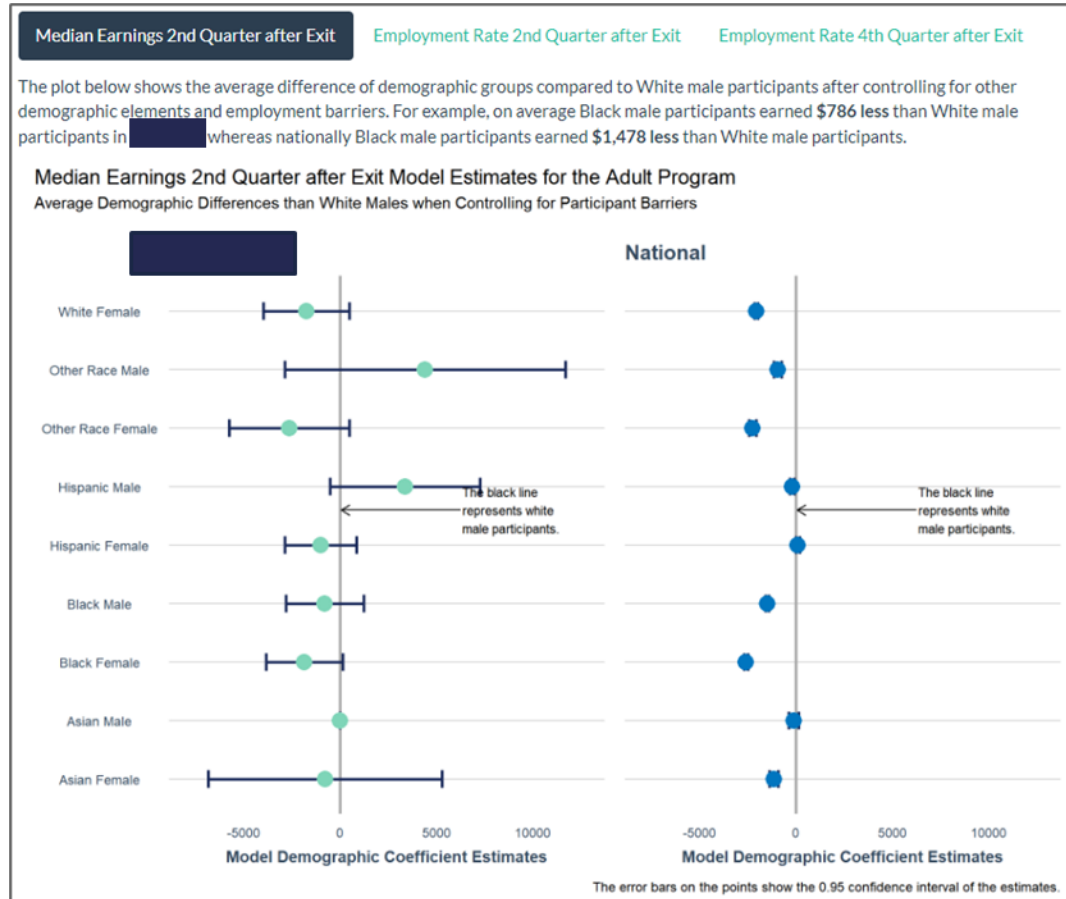 Median Earnings 2nd Quarter after Exit Employment Rate 2nd Quarter after Exit Employment Rate 4th Quarter after Exit
The plot below shows the average difference of demographic groups compared to White male participants after controlling for other
demographic elements and employment barriers. For example, on average Black male participants earned $786 less than White male
participants in whereas nationally Black male participants earned $1,478 less than White male participants.
Median Earnings 2nd Quarter after Exit Model Estimates for the Adult Program
Average Demographic Differences than White Males when Controlling for Participant Barriers
National
White Female
Other Race Male
Other Race Female
Hispanic Male
The black line
represents white
male participants.
The black line
represents white
male participants.
Hispanic Female
Black Male
Black Female
Asian Male
Asian Female
-5000 0 5000 10000
-5000 0 5000 10000
Model Demographic Coefficient Estimates
Model Demographic Coefficient Estimates
The error bars on the points show the 0.95 confidence interval of the estimates.